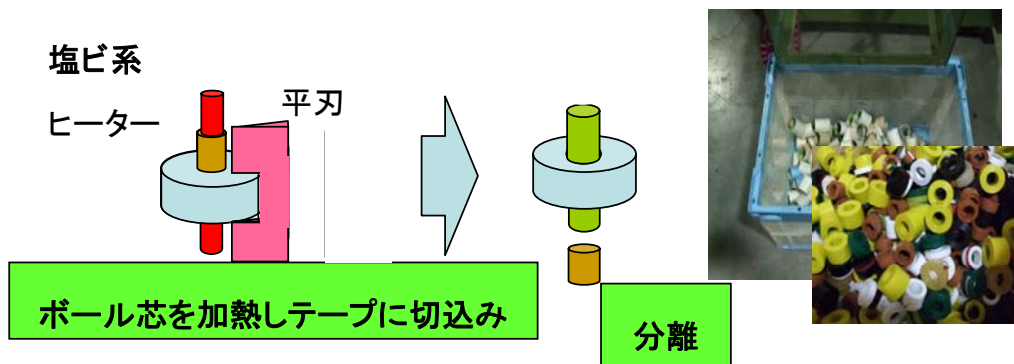 塩ビ系
ヒーター
平刃
ボール芯を加熱しテープに切込み
分離